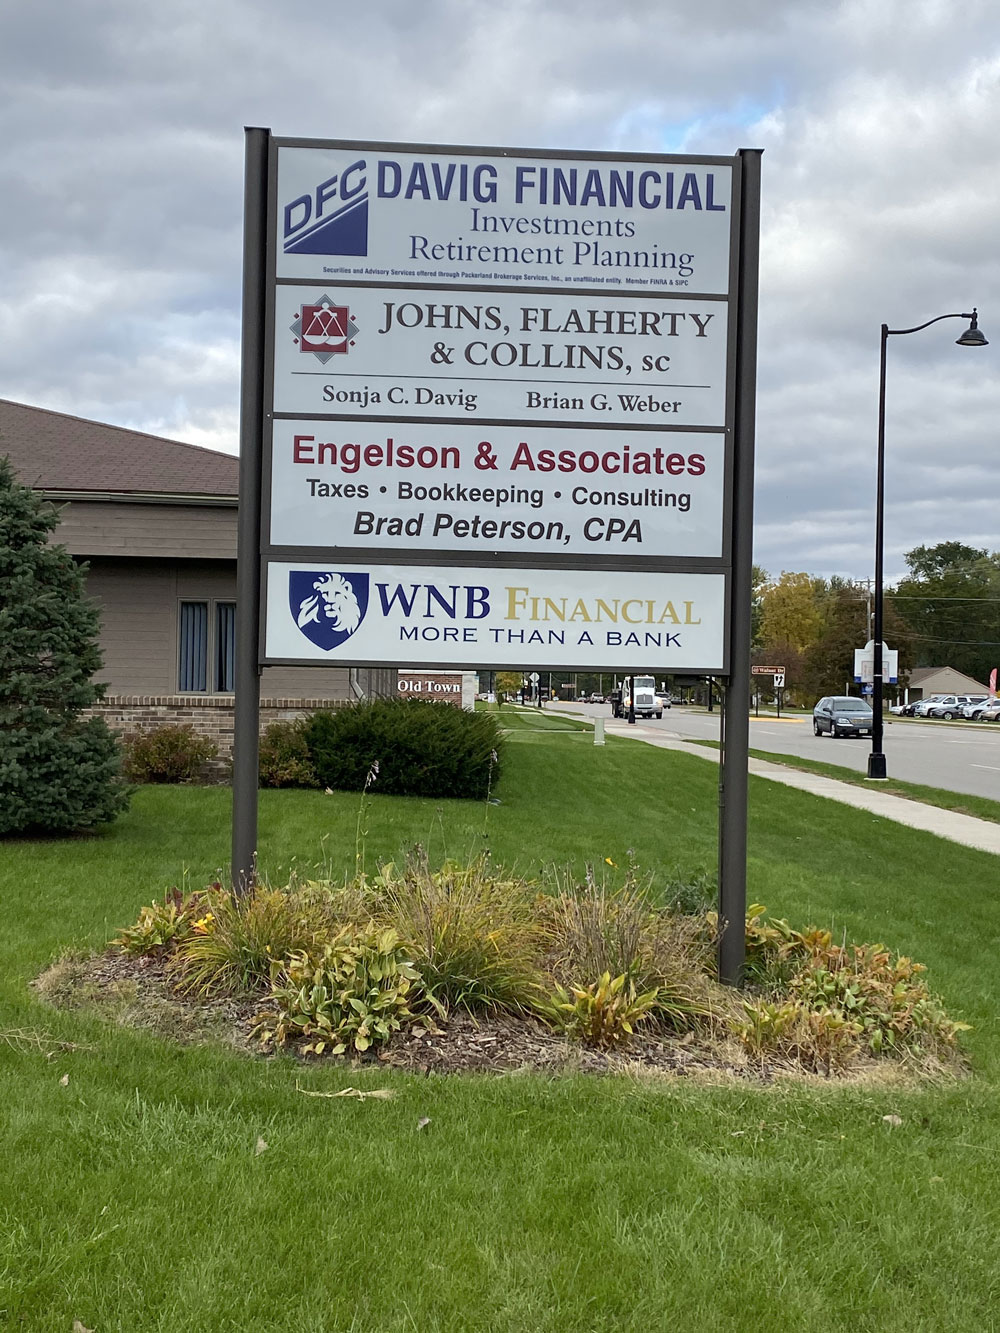 DFC
DAVIG FINANCIAL
Investments
Retirement Planning
Securities and Advisory Services offered through Packerland Brokerage Services, Inc., an unaffiliated entity. Member FINRA & SIPC
JOHNS, FLAHERTY
& COLLINS, SC
Sonja C. Davig Brian G. Weber
Engelson & Associates
Taxes • Bookkeeping • Consulting
Brad Peterson, CPA
WNB FINANCIAL
MORE THAN A BANK
Old Town
Walnut Dr